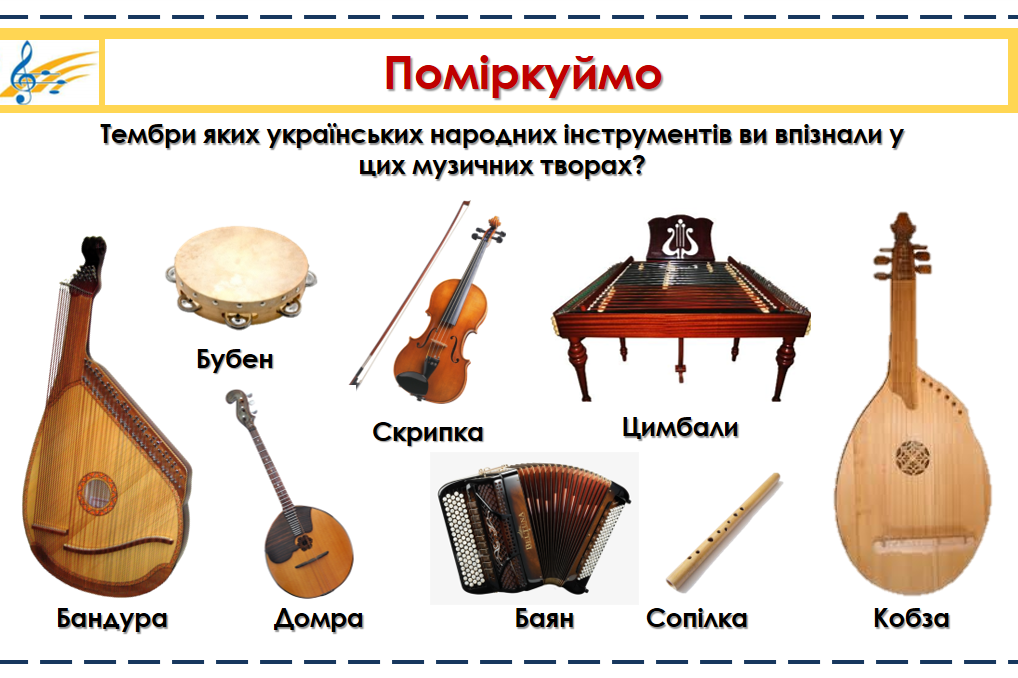 Поміркуймо
Тембри яких українських народних інструментів ви впізнали у
цих музичних творах?
Бубен
Скрипка
Цимбали
Бандура
Домра
Баян
Сопілка
Кобза